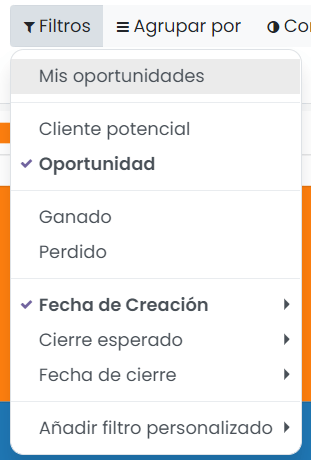 Filtros
Agrupar por
Mis oportunidades
Cliente potencial
Oportunidad
Ganado
Perdido
Fecha de Creación
Cierre esperado
Fecha de cierre
Añadir filtro personalizado